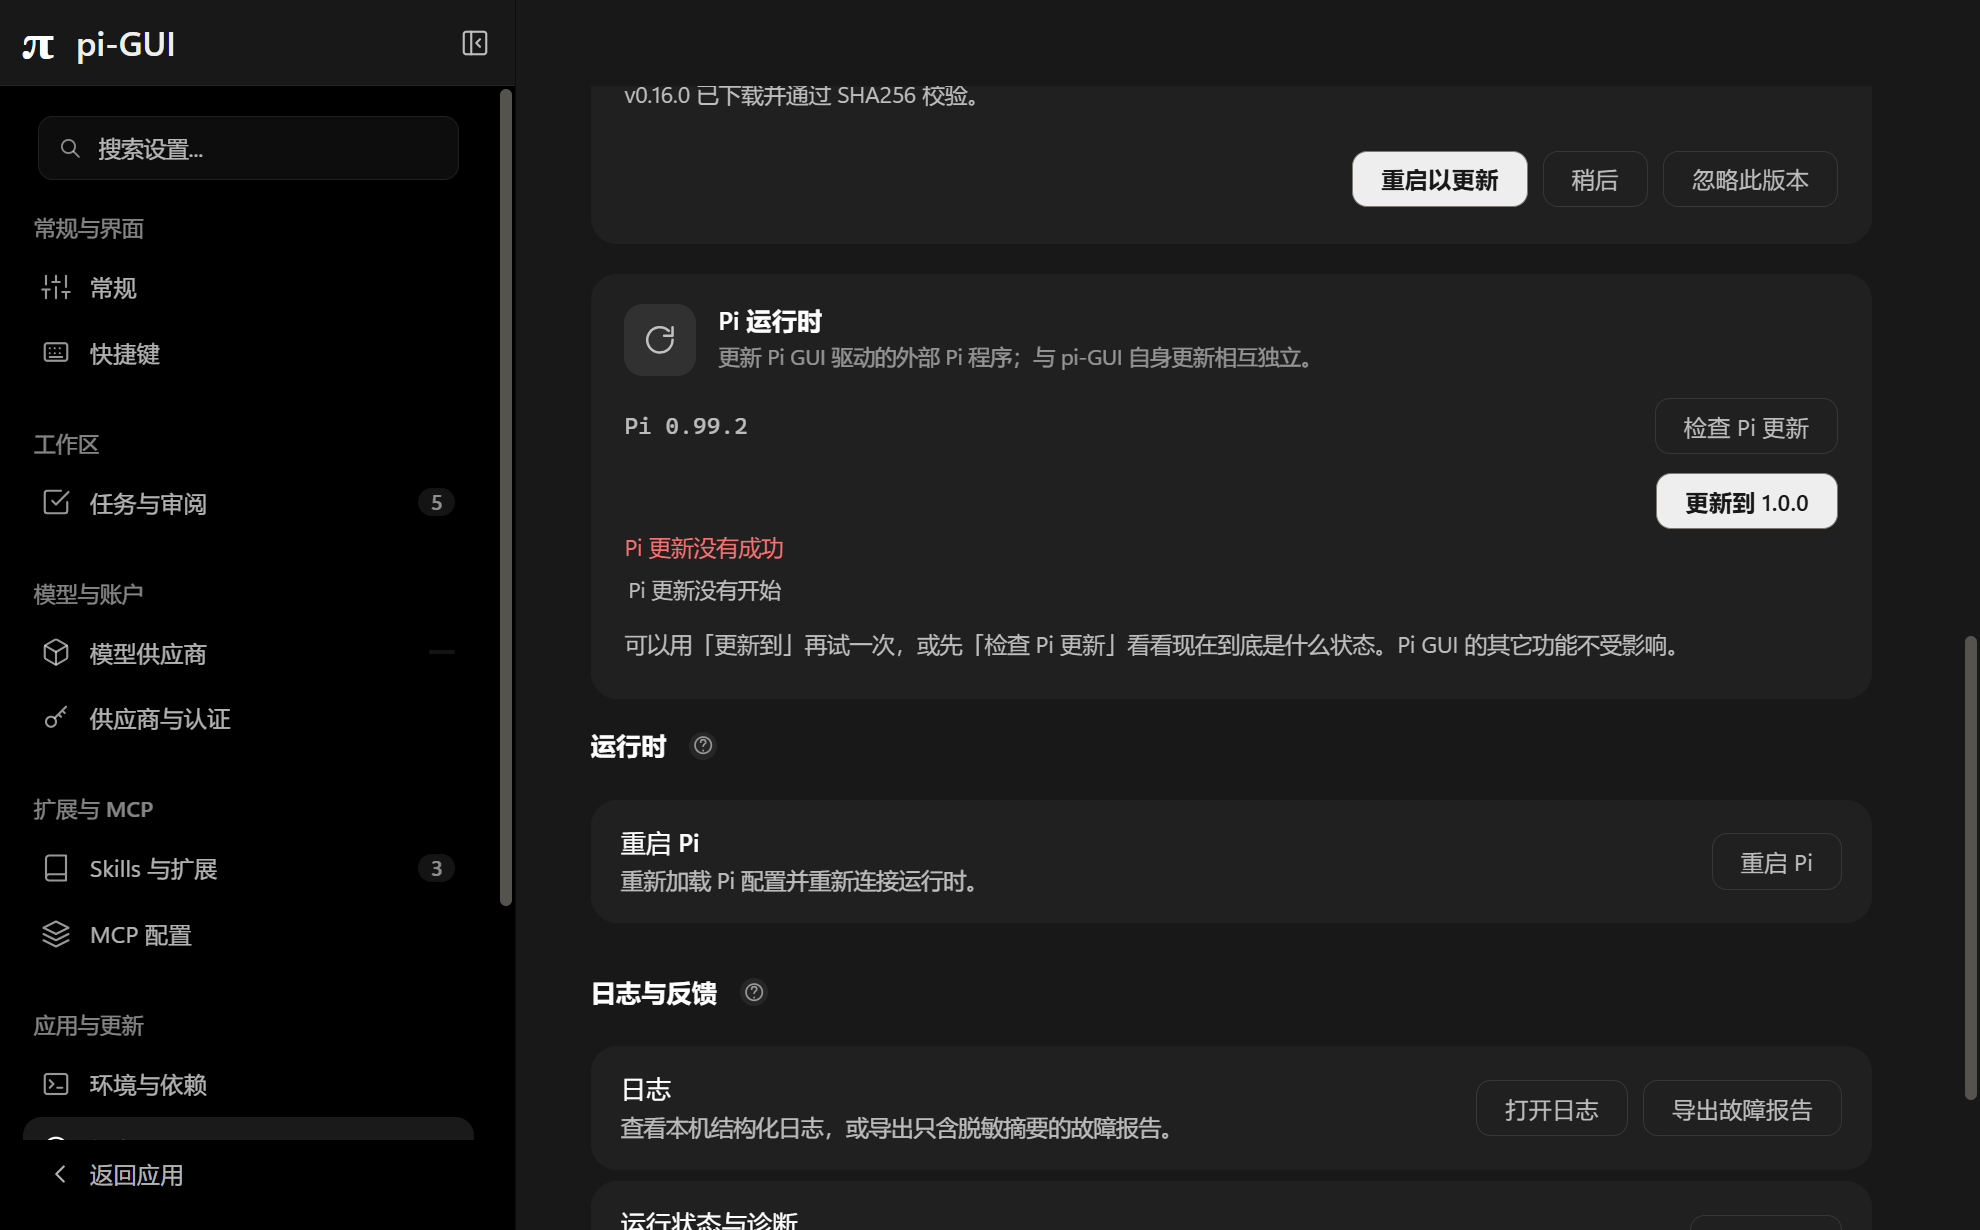 π pi-GUI
搜索设置...
常规与界面
常规
快捷键
工作区
任务与审阅 5
模型与账户
模型供应商
供应商与认证
扩展与 MCP
Skills 与扩展 3
MCP 配置
应用与更新
环境与依赖
返回应用
v0.16.0 已下载并通过 SHA256 校验。
重启以更新 稍后 忽略此版本
Pi 运行时
更新 Pi GUI 驱动的外部 Pi 程序；与 pi-GUI 自身更新相互独立。
Pi 0.99.2 检查 Pi 更新
更新到 1.0.0
Pi 更新没有成功
Pi 更新没有开始
可以用「更新到」再试一次，或先「检查 Pi 更新」看看现在到底是什么状态。Pi GUI 的其它功能不受影响。
运行时
重启 Pi
重新加载 Pi 配置并重新连接运行时。
重启 Pi
日志与反馈
日志
查看本机结构化日志，或导出只含脱敏摘要的故障报告。
打开日志 导出故障报告
运行状态与诊断